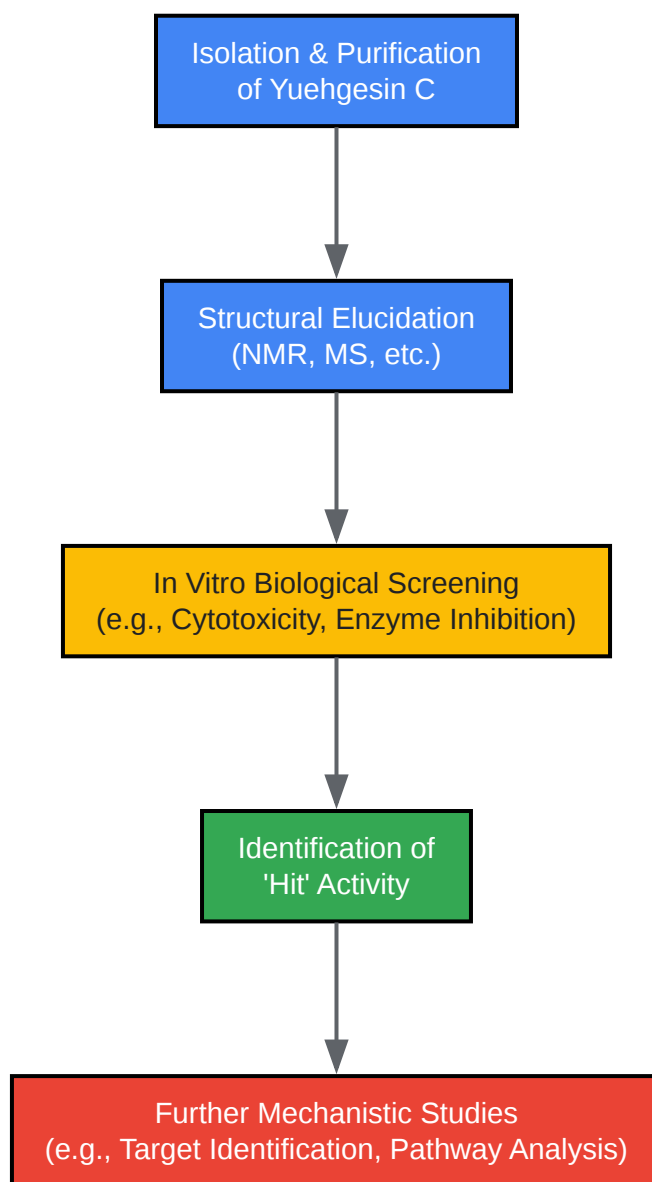 Isolation & Purification
of Yuehgesin C
Structural Elucidation
(NMR, MS, etc.)
In Vitro Biological Screening
(e.g., Cytotoxicity, Enzyme Inhibition)
Identification of
'Hit' Activity
Further Mechanistic Studies
(e.g., Target Identification, Pathway Analysis)